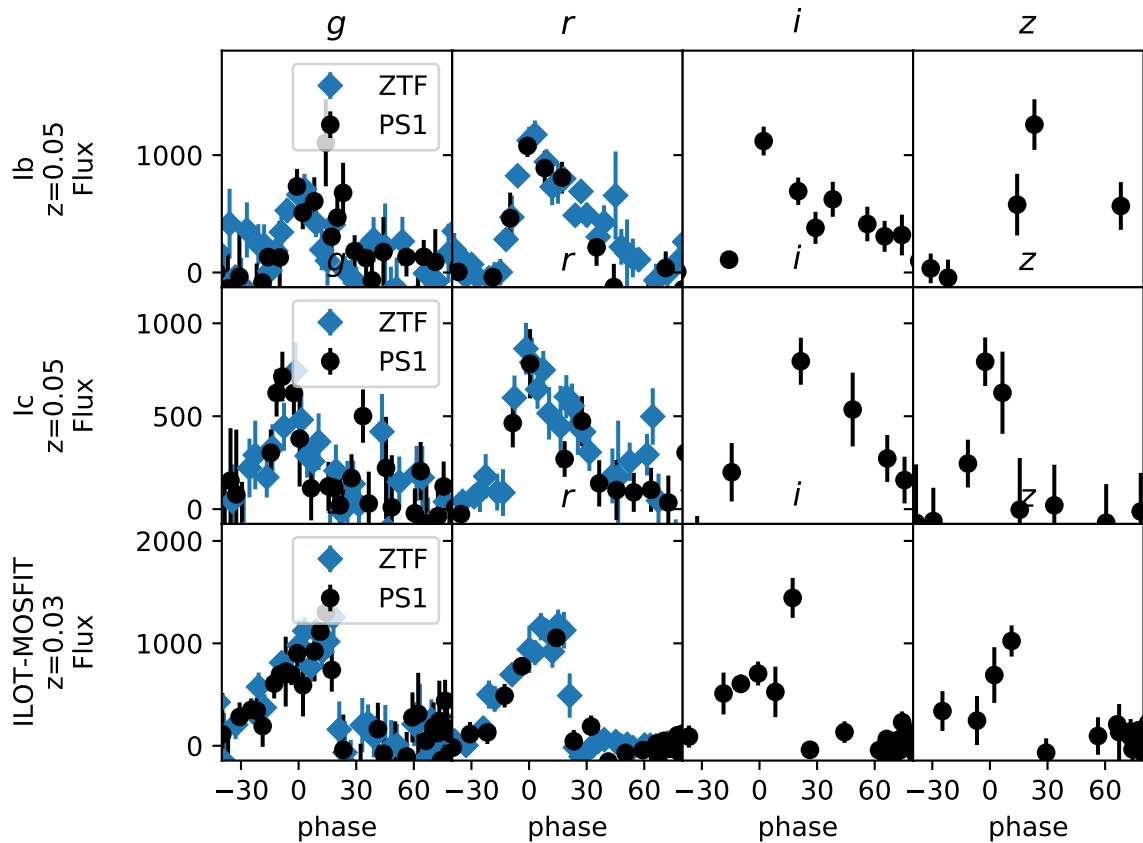 g r i z
Ib
z=0.05
Flux
1000
0
ZTF
PS1
g r i z
Ic
z=0.05
Flux
1000
500
0
ZTF
PS1
r i z
ILOT-MOSFIT
z=0.03
Flux
2000
1000
0
ZTF
PS1
−30 0 30 60 −30 0 30 60 −30 0 30 60 −30 0 30 60
phase phase phase phase